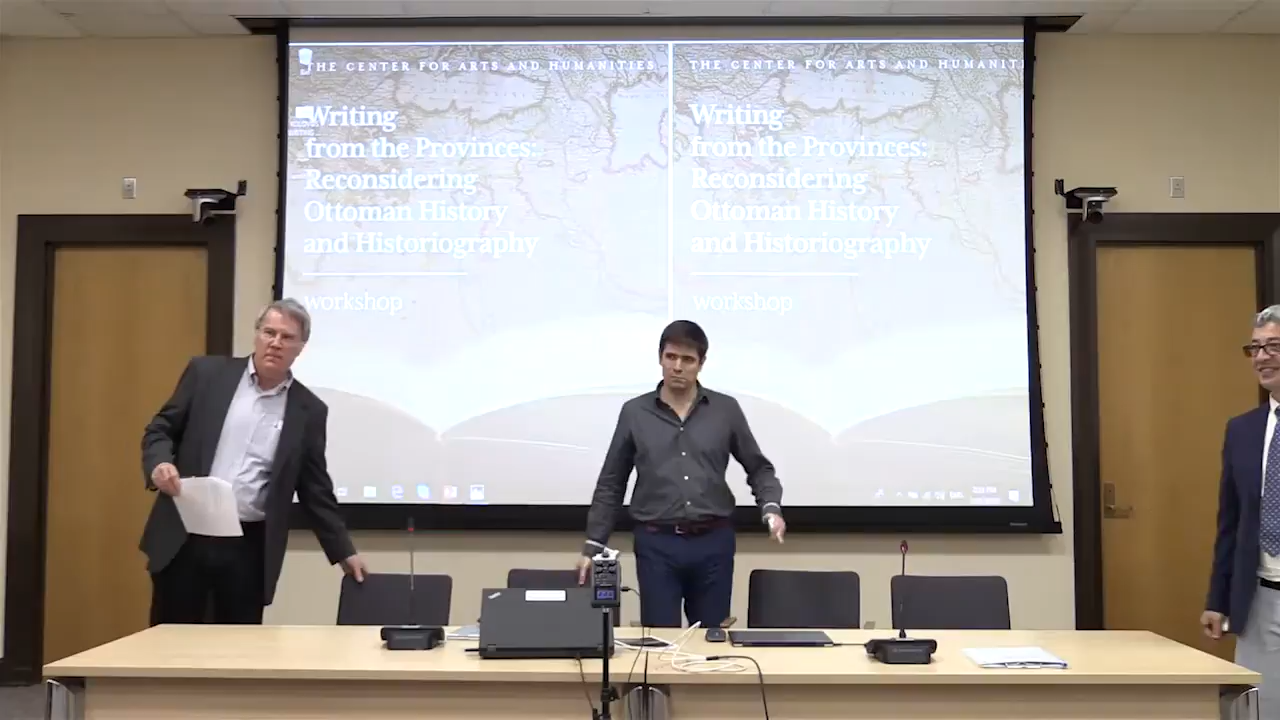 THE CENTER FOR ARTS AND HUMANITIES
Writing
from the Provinces:
Reconsidering
Ottoman History
and Historiography
workshop
THE CENTER FOR ARTS AND HUMANITI
Writing
from the Provinces:
Reconsidering
Ottoman History
and Historiography
workshop